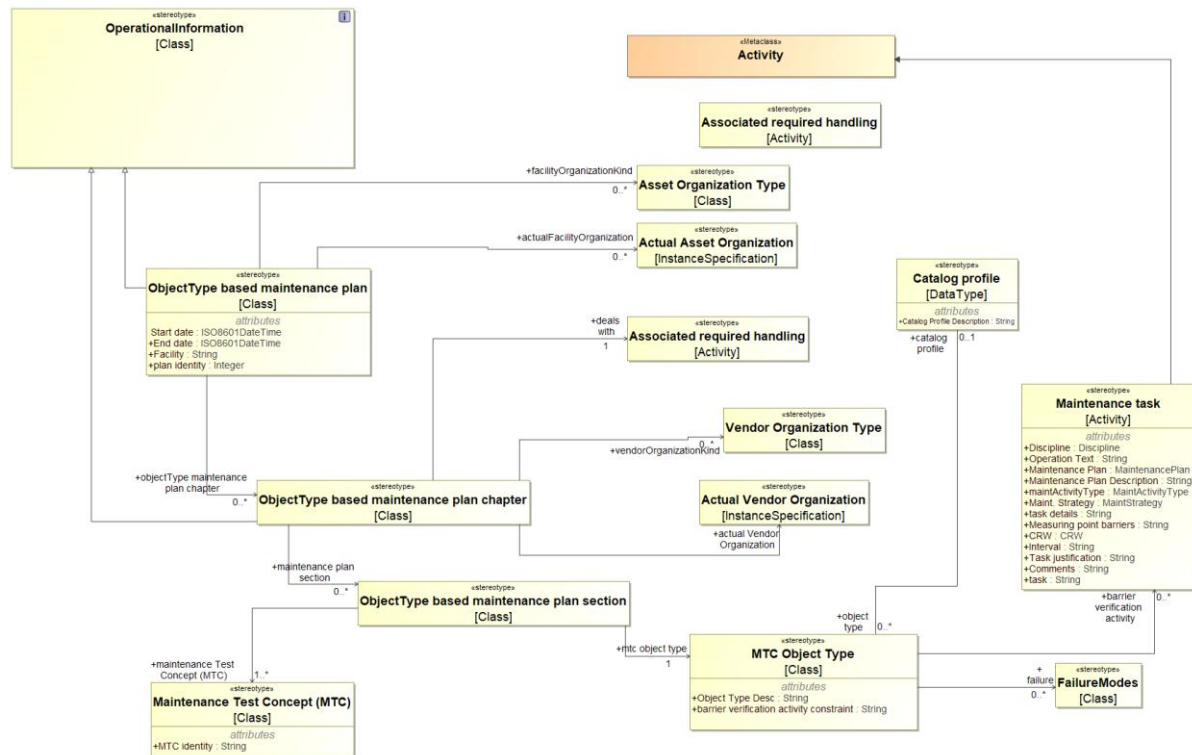 «stereotype»
OperationalInformation
[Class]
i
«Metaclass»
Activity
«stereotype»
Associated required handling
[Activity]
+facilityOrganizationKind
0..*
«stereotype»
Asset Organization Type
[Class]
+actualFacilityOrganization
0..*
«stereotype»
Actual Asset Organization
[InstanceSpecification]
«stereotype»
ObjectType based maintenance plan
[Class]
attributes
Start date : ISO8601DateTime
+End date : ISO8601DateTime
+Facility : String
+plan identity : Integer
«stereotype»
Catalog profile
[DataType]
attributes
+Catalog Profile Description : String
+catalog
profile
0..1
+deals
with
1
«stereotype»
Associated required handling
[Activity]
«stereotype»
Maintenance task
[Activity]
attributes
+Discipline : Discipline
+Operation Text : String
+Maintenance Plan : MaintenancePlan
+Maintenance Plan Description : String
+maintActivityType : MaintActivityType
+Maint. Strategy : MaintStrategy
+task details : String
+Measuring point barriers : String
+CRW : CRW
+Interval : String
+Task justification : String
+Comments : String
+task : String
«stereotype»
Vendor Organization Type
[Class]
0..*
+vendorOrganizationKind
+objectType maintenance
plan chapter
0..*
«stereotype»
ObjectType based maintenance plan chapter
[Class]
«stereotype»
Actual Vendor Organization
[InstanceSpecification]
+actual Vendor
Organization
+maintenance plan
section
0..*
«stereotype»
ObjectType based maintenance plan section
[Class]
+barrier
verification
activity
0..*
+object
type
0..*
+mtc object type
1
«stereotype»
MTC Object Type
[Class]
attributes
+Object Type Desc : String
+barrier verification activity constraint : String
+
failure
0..*
«stereotype»
FailureModes
[Class]
+maintenance Test
Concept (MTC)
1..*
«stereotype»
Maintenance Test Concept (MTC)
[Class]
attributes
+MTC identity : String